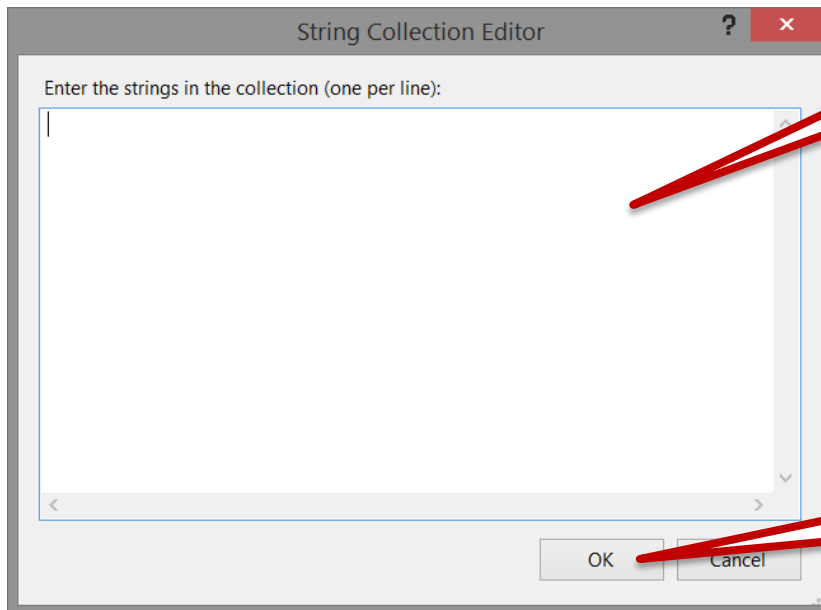 String Collection Editor
Enter the strings in the collection (one per line):
OK
Cancel